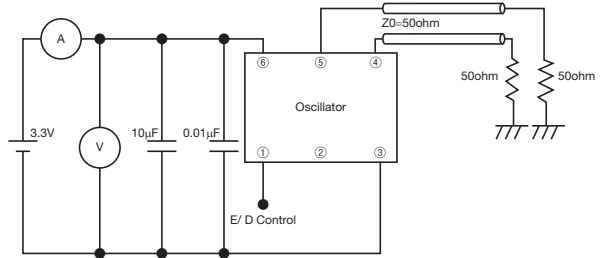 Z0=50ohm
A
⑥ ⑤ ④
50ohm 50ohm
Oscillator
3.3V 10μF 0.01μF
V
① ② ③
E/ D Control